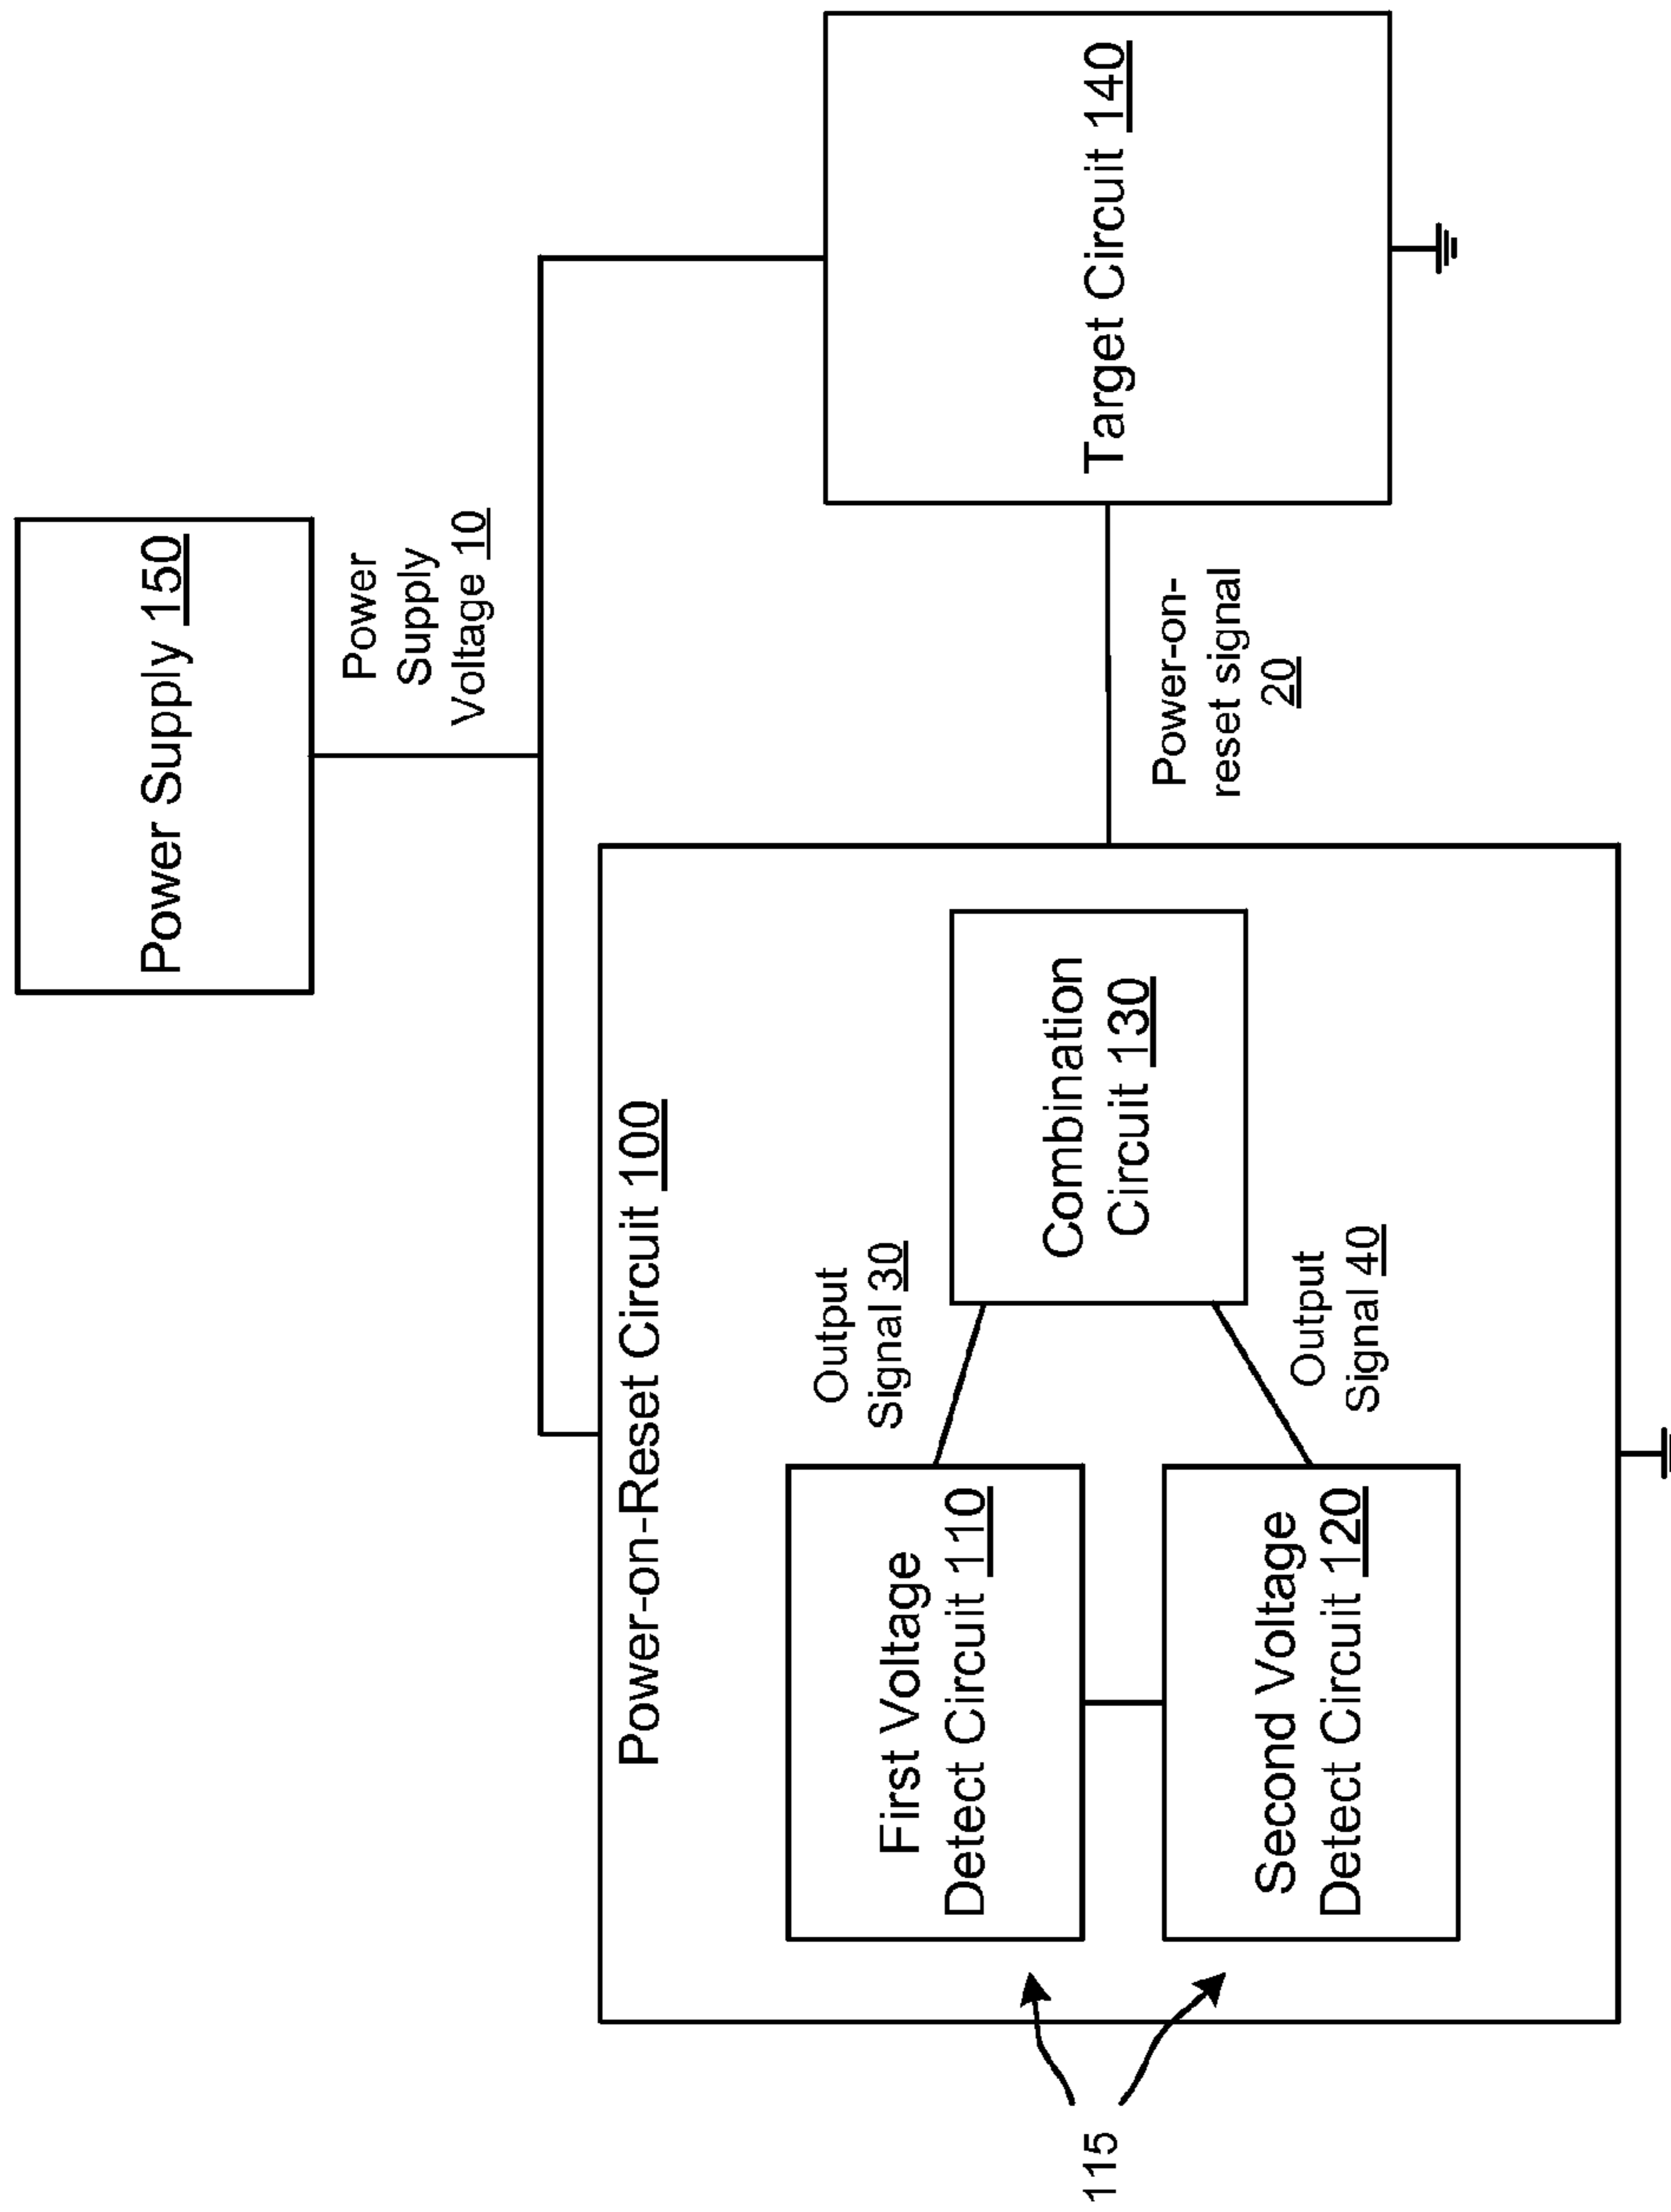 Power Supply 150
Power
Supply
Voltage 10
Power-on-Reset Circuit 100
First Voltage
Detect Circuit 110
Output
Signal 30
Combination
Circuit 130
Second Voltage
Detect Circuit 120
Output
Signal 40
115
Power-on-
reset signal
20
Target Circuit 140